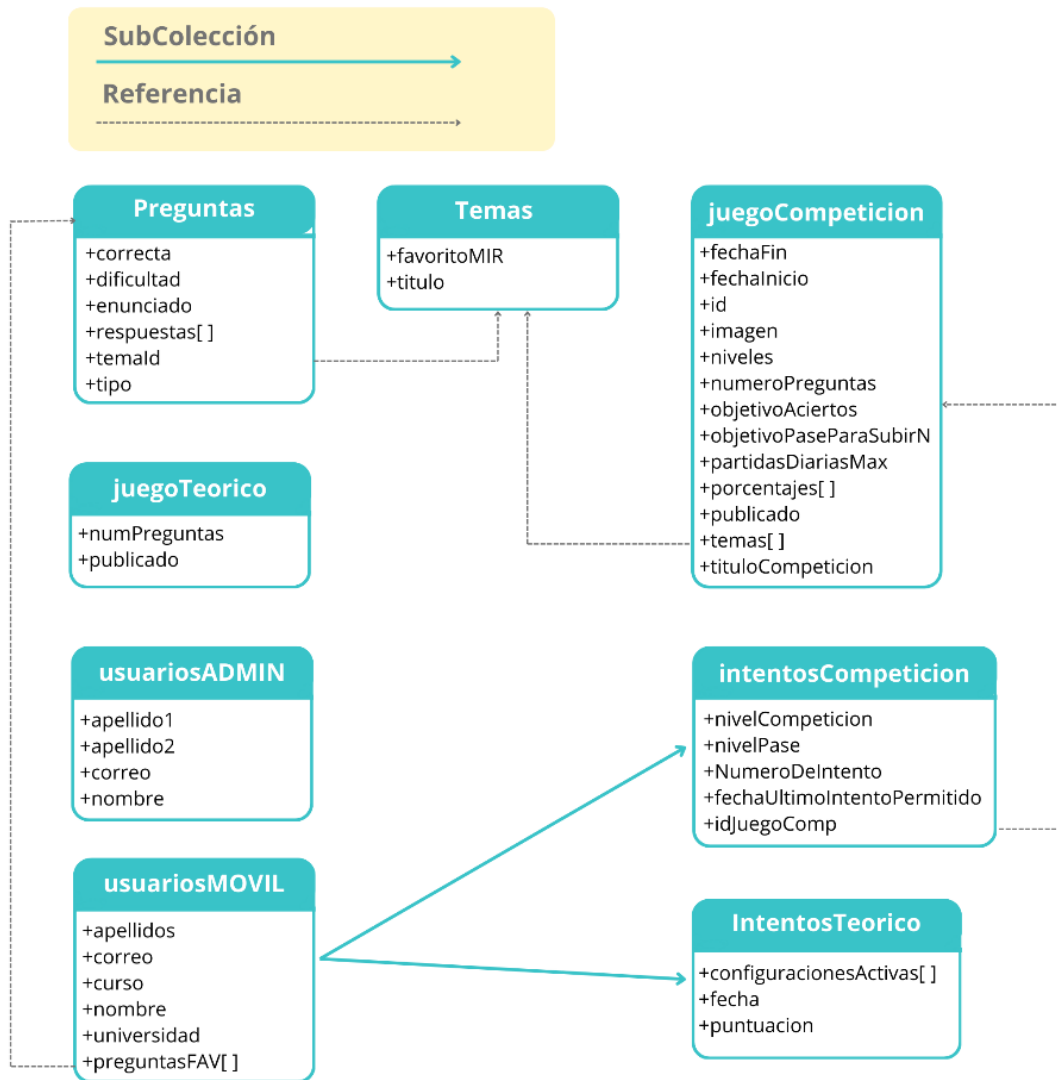 SubColección
Referencia
Preguntas
+correcta
+dificultad
+enunciado
+respuestas[ ]
+temaId
+tipo
Temas
+favoritoMIR
+titulo
juegoCompeticion
+fechaFin
+fechaInicio
+id
+imagen
+niveles
+numeroPreguntas
+objetivoAciertos
+objetivoPaseParaSubirN
+partidasDiariasMax
+porcentajes[ ]
+publicado
+temas[ ]
+tituloCompeticion
juegoTeorico
+numPreguntas
+publicado
usuariosADMIN
+apellido1
+apellido2
+correo
+nombre
intentosCompeticion
+nivelCompeticion
+nivelPase
+NumeroDeIntento
+fechaUltimoIntentoPermitido
+idJuegoComp
usuariosMOVIL
+apellidos
+correo
+curso
+nombre
+universidad
+preguntasFAV[ ]
IntentosTeorico
+configuracionesActivas[ ]
+fecha
+puntuacion